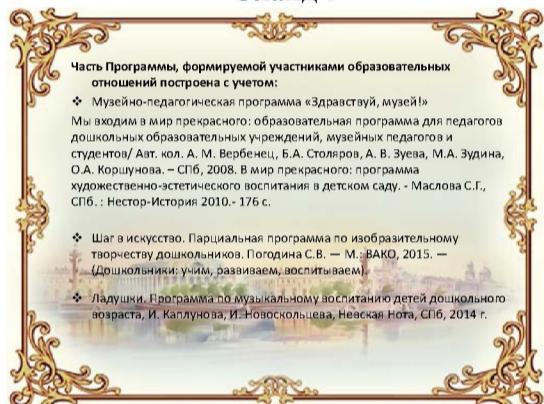 Часть Программы, формируемой участниками образовательных
отношений построена с учетом:
❖ Музейно-педагогическая программа «Здравствуй, музей!»
Мы входим в мир прекрасного: образовательная программа для педагогов
дошкольных образовательных учреждений, музейных педагогов и
студентов/ Авт. кол. А. М. Вербенец, Б.А. Столяров, А. В. Зуева, М.А. Зудина,
О.А. Коршунова. – СПб, 2008. В мир прекрасного: программа
художественно-эстетического воспитания в детском саду. - Маслова С.Г.,
СПб. : Нестор-История 2010.- 176 с.
❖ Шаг в искусство. Парциальная программа по изобразительному
творчеству дошкольников. Погодина С.В. — М.: ВАКО, 2015. —
(Дошкольники: учим, развиваем, воспитываем).
❖ Ладушки. Программа по музыкальному воспитанию детей дошкольного
возраста, И. Каплунова, И. Новоскольцева, Невская Нота, СПб, 2014 г.